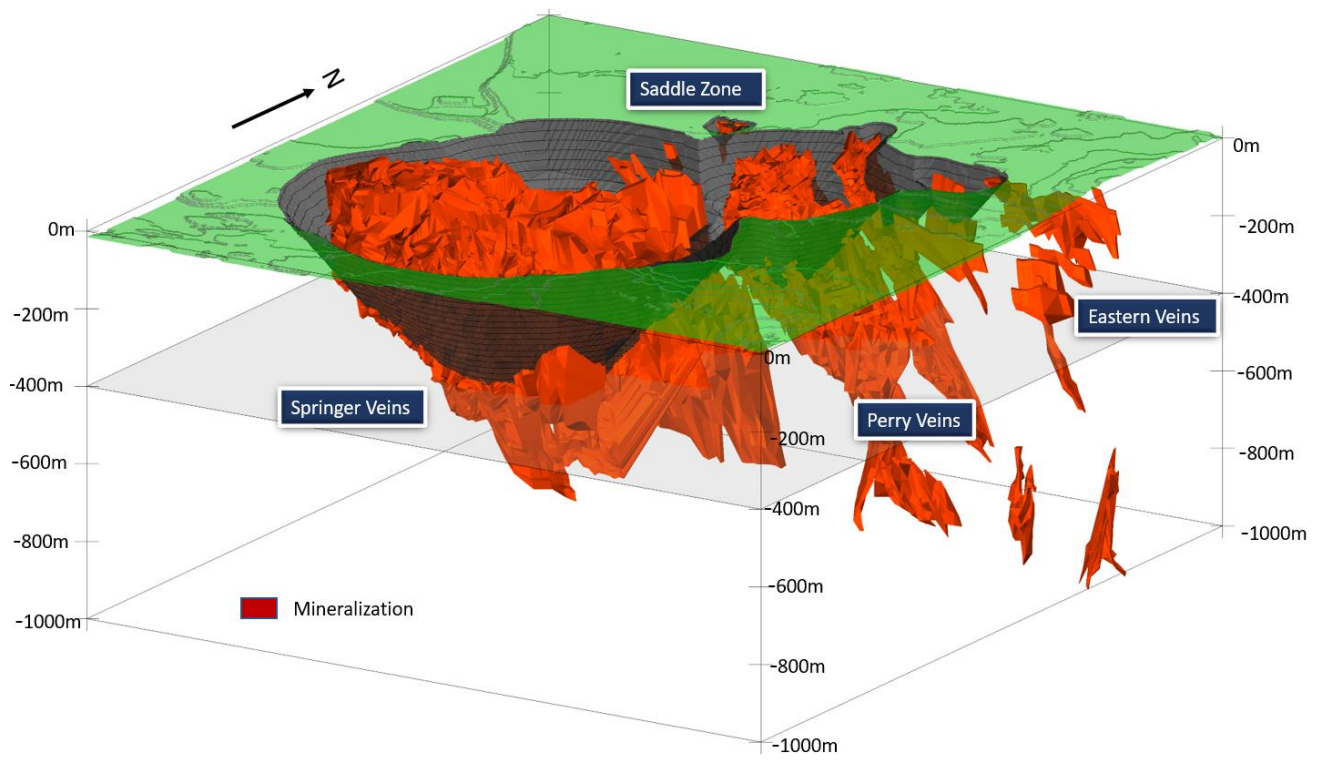 N
Saddle Zone
0m
-200m
-400m
-600m
-800m
-1000m
0m
-200m
-400m
-600m
-800m
-1000m
Springer Veins
0m
-200m
-400m
-600m
-800m
-1000m
Perry Veins
Eastern Veins
Mineralization